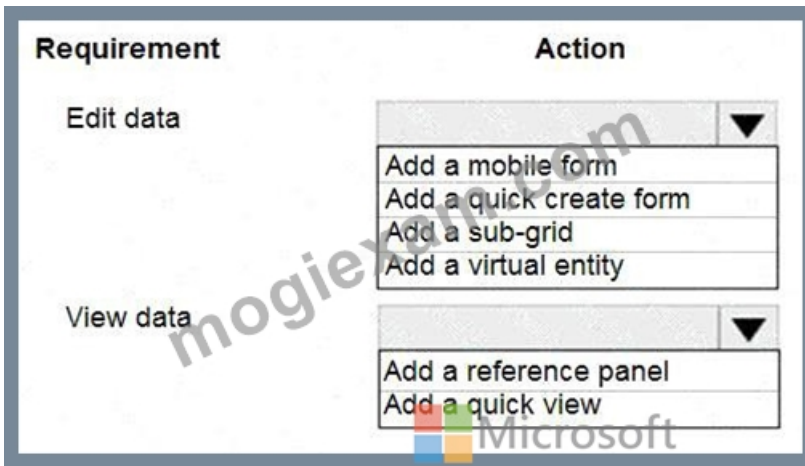 Requirement
Action
Edit data
Add a mobile form
Add a quick create form
Add a sub-grid
Add a virtual entity
View data
Add a reference panel
Add a quick view
mogiexam.com
Microsoft